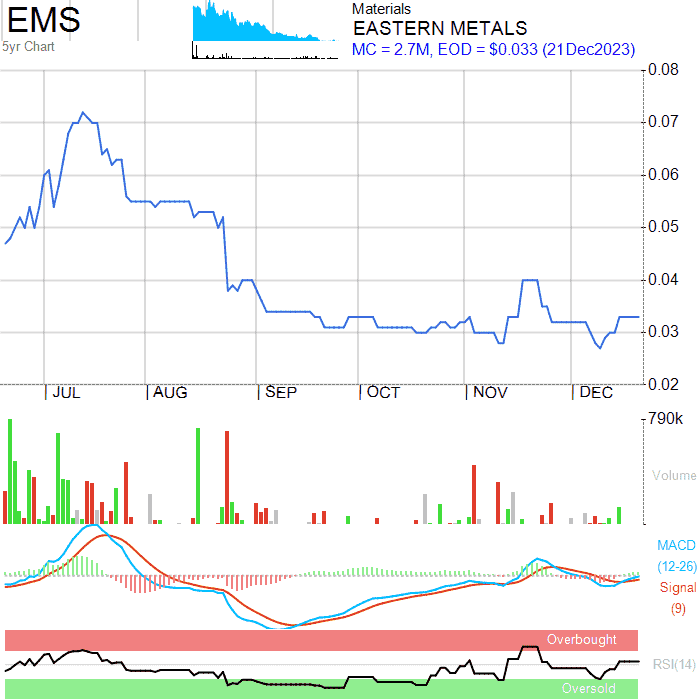 EMS
5yr Chart
Materials
EASTERN METALS
MC = 2.7M, EOD = $0.033 (21Dec2023)
0.08
0.07
0.06
0.05
0.04
0.03
0.02
JUL AUG SEP OCT NOV DEC
790k
Volume
MACD
(12-26)
Signal
(9)
Overbought
RSI(14)
Oversold